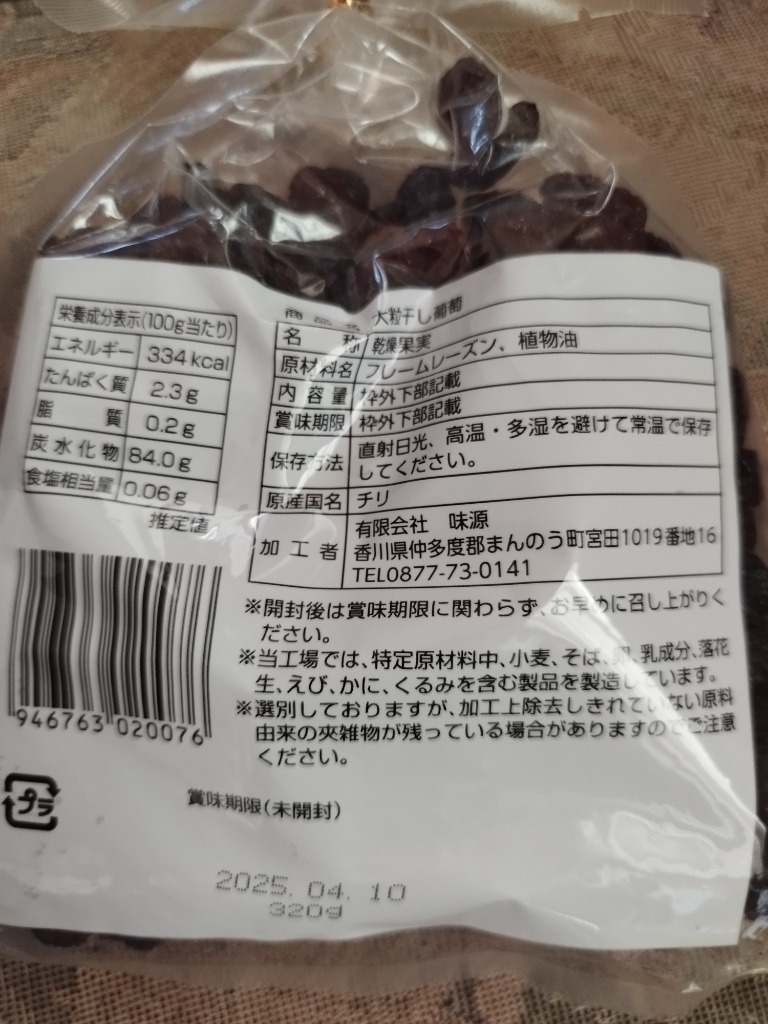 栄養成分表示(100g当たり)
エネルギー 334kcal
たんぱく質 2.3g
脂質 0.2g
炭水化物 84.0g
食塩相当量 0.06g
推定値
商品名 大粒干し葡萄
名称 乾燥果実
原材料名 フレームレーズン、植物油
内容量 枠外下部記載
賞味期限 枠外下部記載
保存方法 直射日光、高温・多湿を避けて常温で保存
してください。
原産国名 チリ
加工者 有限会社 味源
香川県仲多度郡まんのう町宮田1019番地16
TEL0877-73-0141
※開封後は賞味期限に関わらず、お早めに召し上がりく
ださい。
※当工場では、特定原材料中、小麦、そば、卵、乳成分、落花
生、えび、かに、くるみを含む製品を製造しています。
※選別しておりますが、加工上除去しきれていない原料
由来の夾雑物が残っている場合がありますのでご注意
ください。
946763 020076
プラ
賞味期限(未開封)
2025.04.10
320g